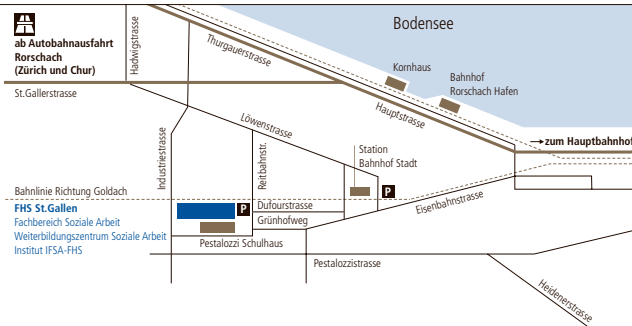 ab Autobahnausfahrt
Rorschach
(Zürich und Chur)
Hadwigstrasse
Thurgauerstrasse
Bodensee
Kornhaus
Bahnhof
Rorschach Hafen
St.Gallerstrasse
Hauptstrasse
Löwenstrasse
Industriestrasse
Reitbahnstr.
Station
Bahnhof Stadt
zum Hauptbahnhof
Bahnlinie Richtung Goldach
P
Eisenbahnstrasse
FHS St.Gallen
Fachbereich Soziale Arbeit
Weiterbildungszentrum Soziale Arbeit
Institut IFSA-FHS
P
Dufourstrasse
Grünhofweg
Pestalozzi Schulhaus
Pestalozzistrasse
Heidenerstrasse